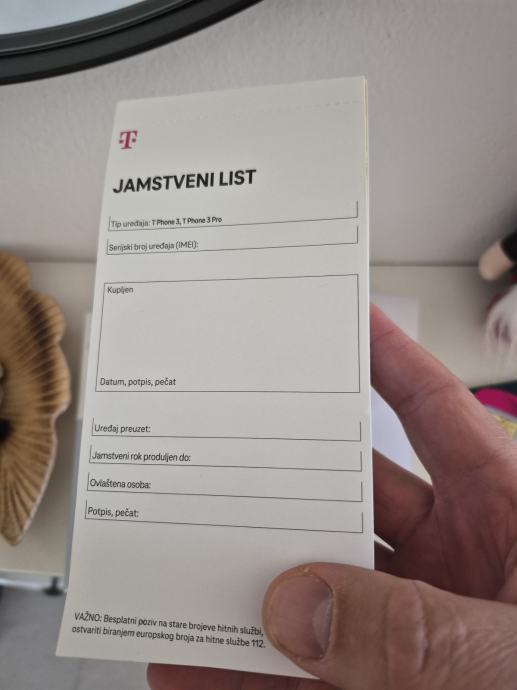 T
JAMSTVENI LIST
Tip uređaja: T Phone 3, T Phone 3 Pro
Serijski broj uređaja (IMEI):
Kupljen
Datum, potpis, pečat
Uređaj preuzet:
Jamstveni rok produljen do:
Ovlaštena osoba:
Potpis, pečat:
VAŽNO: Besplatni poziv na stare brojeve hitnih službi,
ostvariti biranjem europskog broja za hitne službe 112.